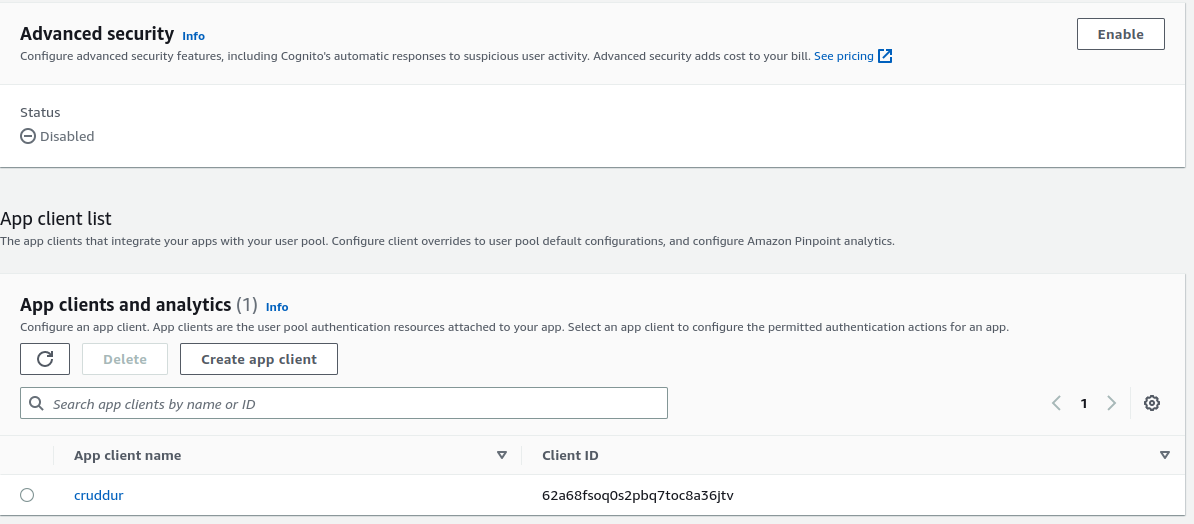 Advanced security Info
Enable
Configure advanced security features, including Cognito's automatic responses to suspicious user activity. Advanced security adds cost to your bill. See pricing
Status
Disabled
App client list
The app clients that integrate your apps with your user pool. Configure client overrides to user pool default configurations, and configure Amazon Pinpoint analytics.
App clients and analytics (1) Info
Configure an app client. App clients are the user pool authentication resources attached to your app. Select an app client to configure the permitted authentication actions for an app.
Delete Create app client
Search app clients by name or ID 1
App client name Client ID
cruddur 62a68fsoq0s2pbq7toc8a36jtv